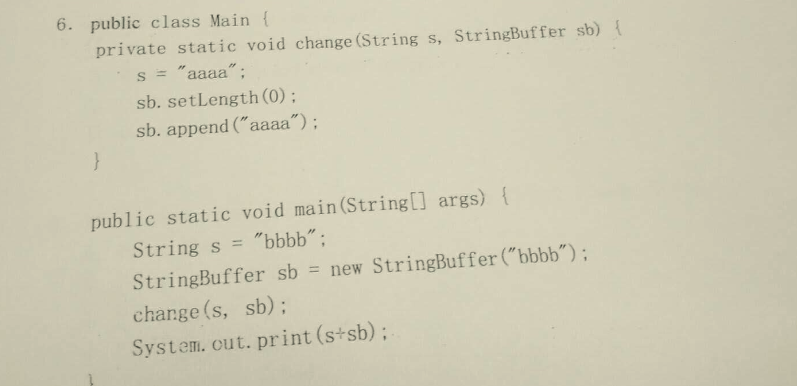 6. public class Main {
private static void change(String s, StringBuffer sb) {
s = "aaaa";
sb. setLength(0);
sb. append("aaaa");
}
public static void main(String[] args) {
String s = "bbbb";
StringBuffer sb = new StringBuffer("bbbb");
change(s, sb);
System. out. print(s+sb);
}